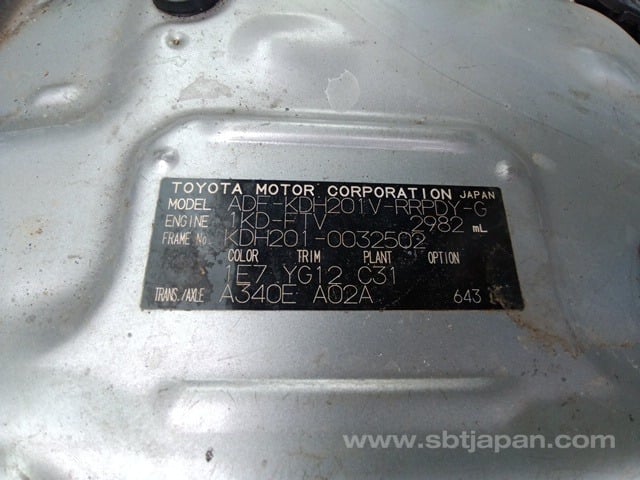 TOYOTA MOTOR CORPORATION JAPAN
MODEL ADF-KDH201V-RRPDY-G
ENGINE 1KD-FTV 2982 mL
FRAME No. KDH201-0032502
COLOR TRIM PLANT OPTION
1E7 YG12 C31
TRANS./AXLE A340E A02A 643
www.sbtjapan.com